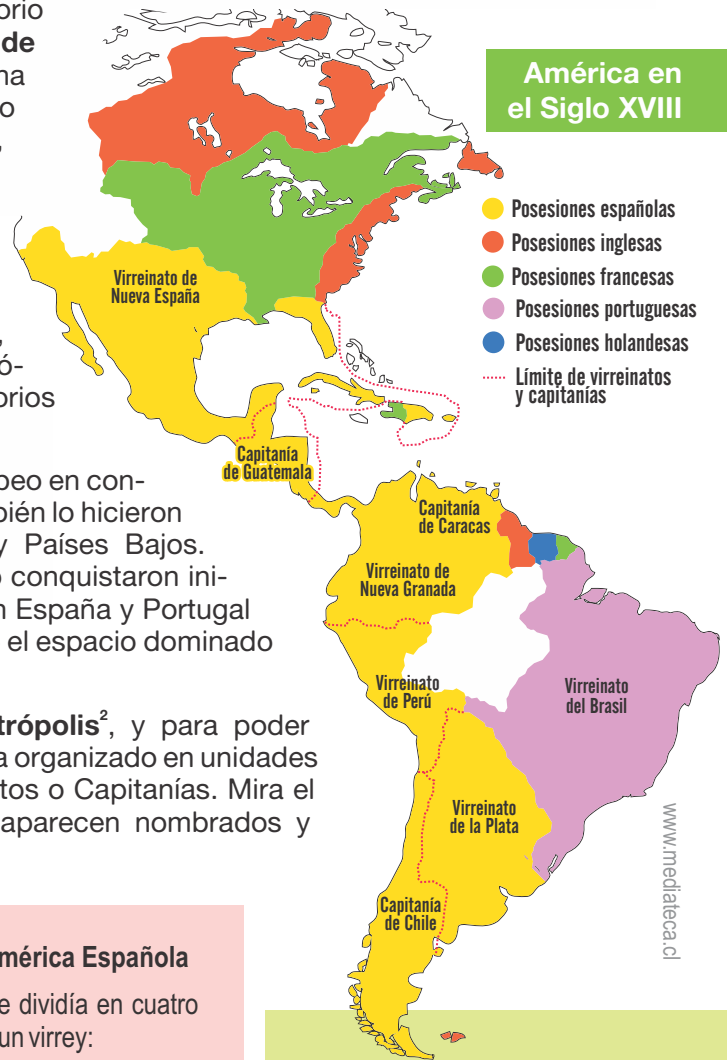 orio
de
na
o
,
América en
el Siglo XVIII
,
ó-
orios
peo en con-
bién lo hicieron
y Países Bajos.
o conquistaron ini-
n España y Portugal
el espacio dominado
trópolis², y para poder
a organizado en unidades
tos o Capitanías. Mira el
aparecen nombrados y
mérica Española
e dividía en cuatro
un virrey:
Posesiones españolas
Posesiones inglesas
Posesiones francesas
Posesiones portuguesas
Posesiones holandesas
Límite de virreinatos
y capitanías
Virreinato de
Nueva España
Capitanía
de Guatemala
Capitanía
de Caracas
Virreinato de
Nueva Granada
Virreinato
de Perú
Virreinato
del Brasil
Virreinato
de la Plata
Capitanía
de Chile
www.mediateca.cl